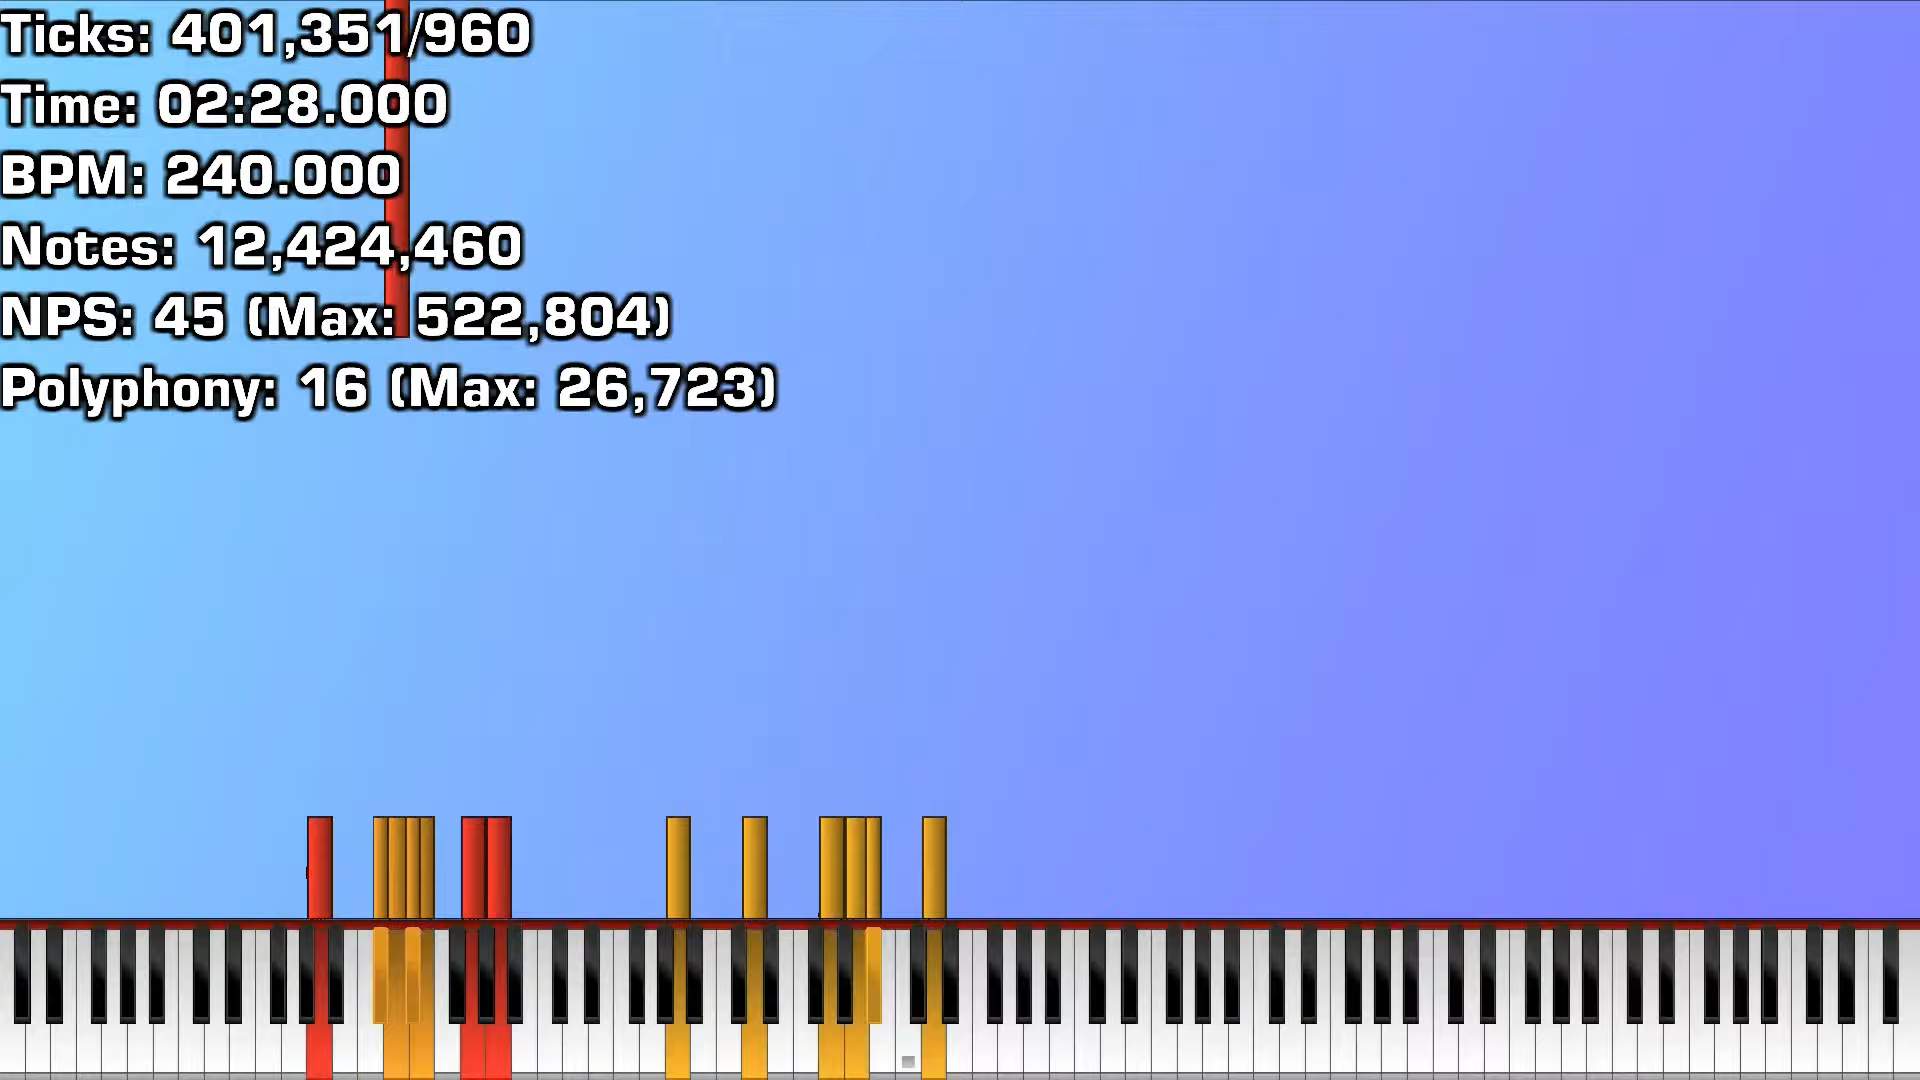 Ticks: 401,351/960
Time: 02:28.000
BPM: 240.000
Notes: 12,424,460
NPS: 45 (Max: 522,804)
Polyphony: 16 (Max: 26,723)